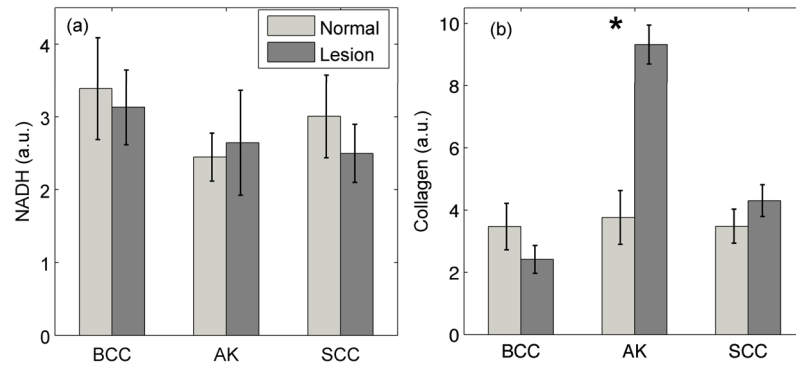 (a)
Normal
Lesion
NADH (a.u.)
4
3
2
1
0
BCC AK SCC
(b)
*
Collagen (a.u.)
10
8
6
4
2
0
BCC AK SCC